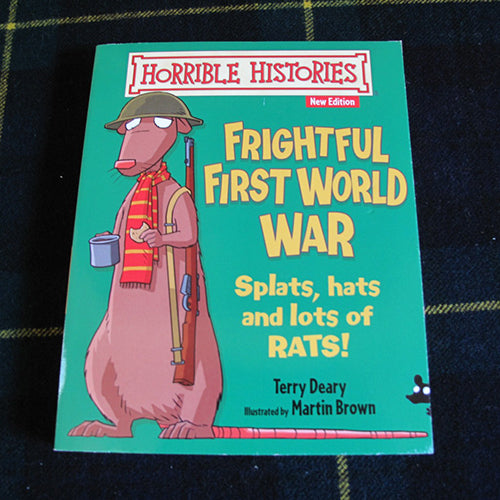 HORRIBLE HISTORIES
New Edition
FRIGHTFUL
FIRST WORLD
WAR
Splats, hats
and lots of
RATS!
Terry Deary
Illustrated by Martin Brown